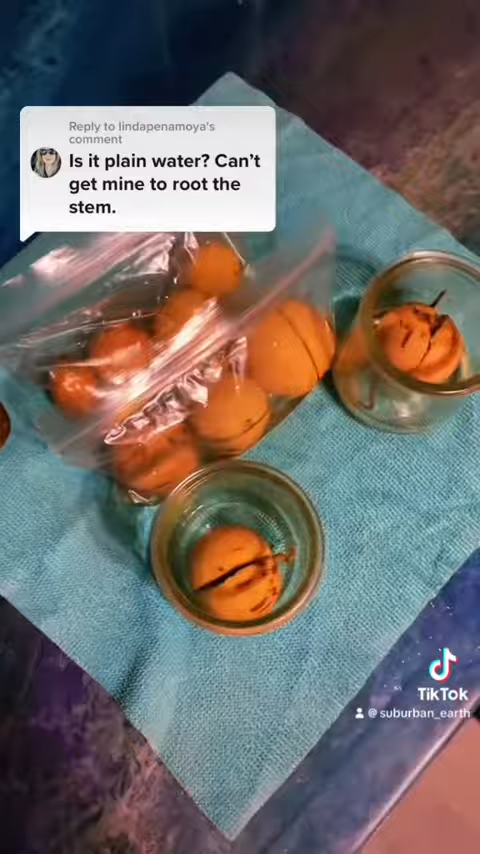 Reply to lindapenamoya's
comment
Is it plain water? Can't
get mine to root the
stem.
TikTok
@ suburban_earth